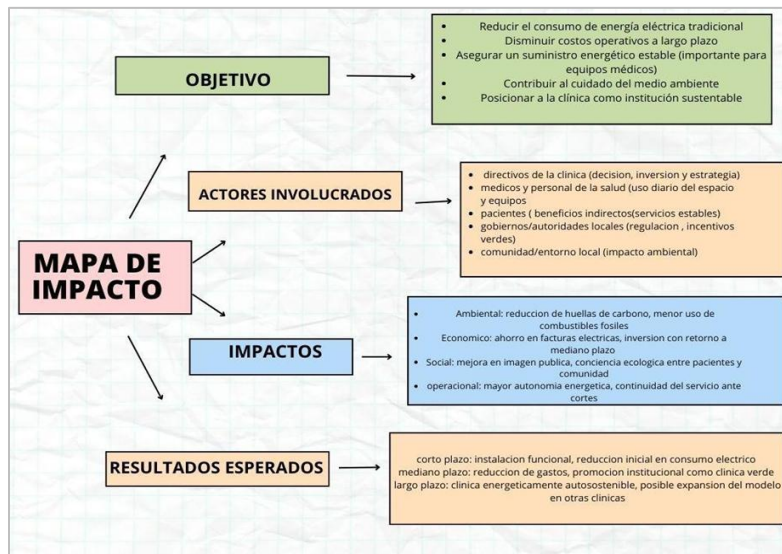 OBJETIVO
Reducir el consumo de energía eléctrica tradicional
Disminuir costos operativos a largo plazo
Asegurar un suministro energético estable (importante para
equipos médicos)
Contribuir al cuidado del medio ambiente
Posicionar a la clínica como institución sustentable
ACTORES INVOLUCRADOS
directivos de la clinica (decision, inversion y estrategia)
medicos y personal de la salud (uso diario del espacio
y equipos
pacientes ( beneficios indirectos(servicios estables)
gobiernos/autoridades locales (regulacion , incentivos
verdes)
comunidad/entorno local (impacto ambiental)
MAPA DE
IMPACTO
IMPACTOS
Ambiental: reduccion de huellas de carbono, menor uso de
combustibles fosiles
Economico: ahorro en facturas electricas, inversion con retorno a
mediano plazo
Social: mejora en imagen publica, conciencia ecologica entre pacientes y
comunidad
operacional: mayor autonomia energetica, continuidad del servicio ante
cortes
RESULTADOS ESPERADOS
corto plazo: instalacion funcional, reduccion inicial en consumo electrico
mediano plazo: reduccion de gastos, promocion institucional como clinica verde
largo plazo: clinica energeticamente autosostenible, posible expansion del modelo
en otras clinicas